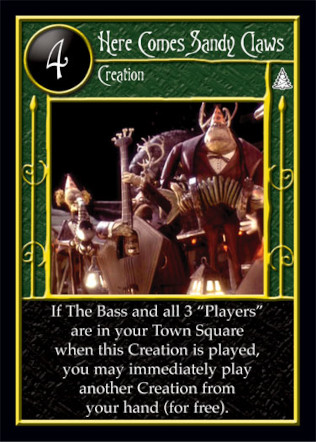 4
Here Comes Sandy Claws
Creation
If The Bass and all 3 “Players”
are in your Town Square
when this Creation is played,
you may immediately play
another Creation from
your hand (for free).